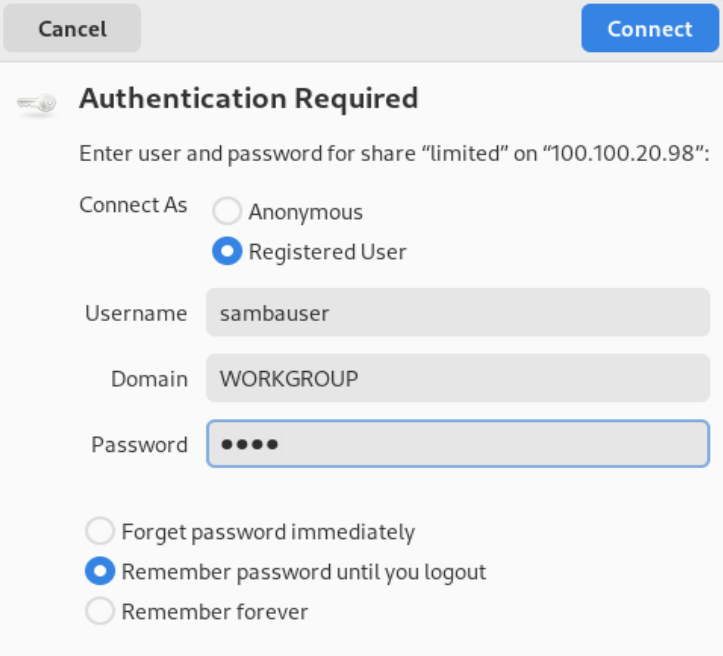 Cancel
Connect
Authentication Required
Enter user and password for share “limited” on “100.100.20.98”:
Connect As
Anonymous
Registered User
Username
sambauser
Domain
WORKGROUP
Password
●●●●
Forget password immediately
Remember password until you logout
Remember forever